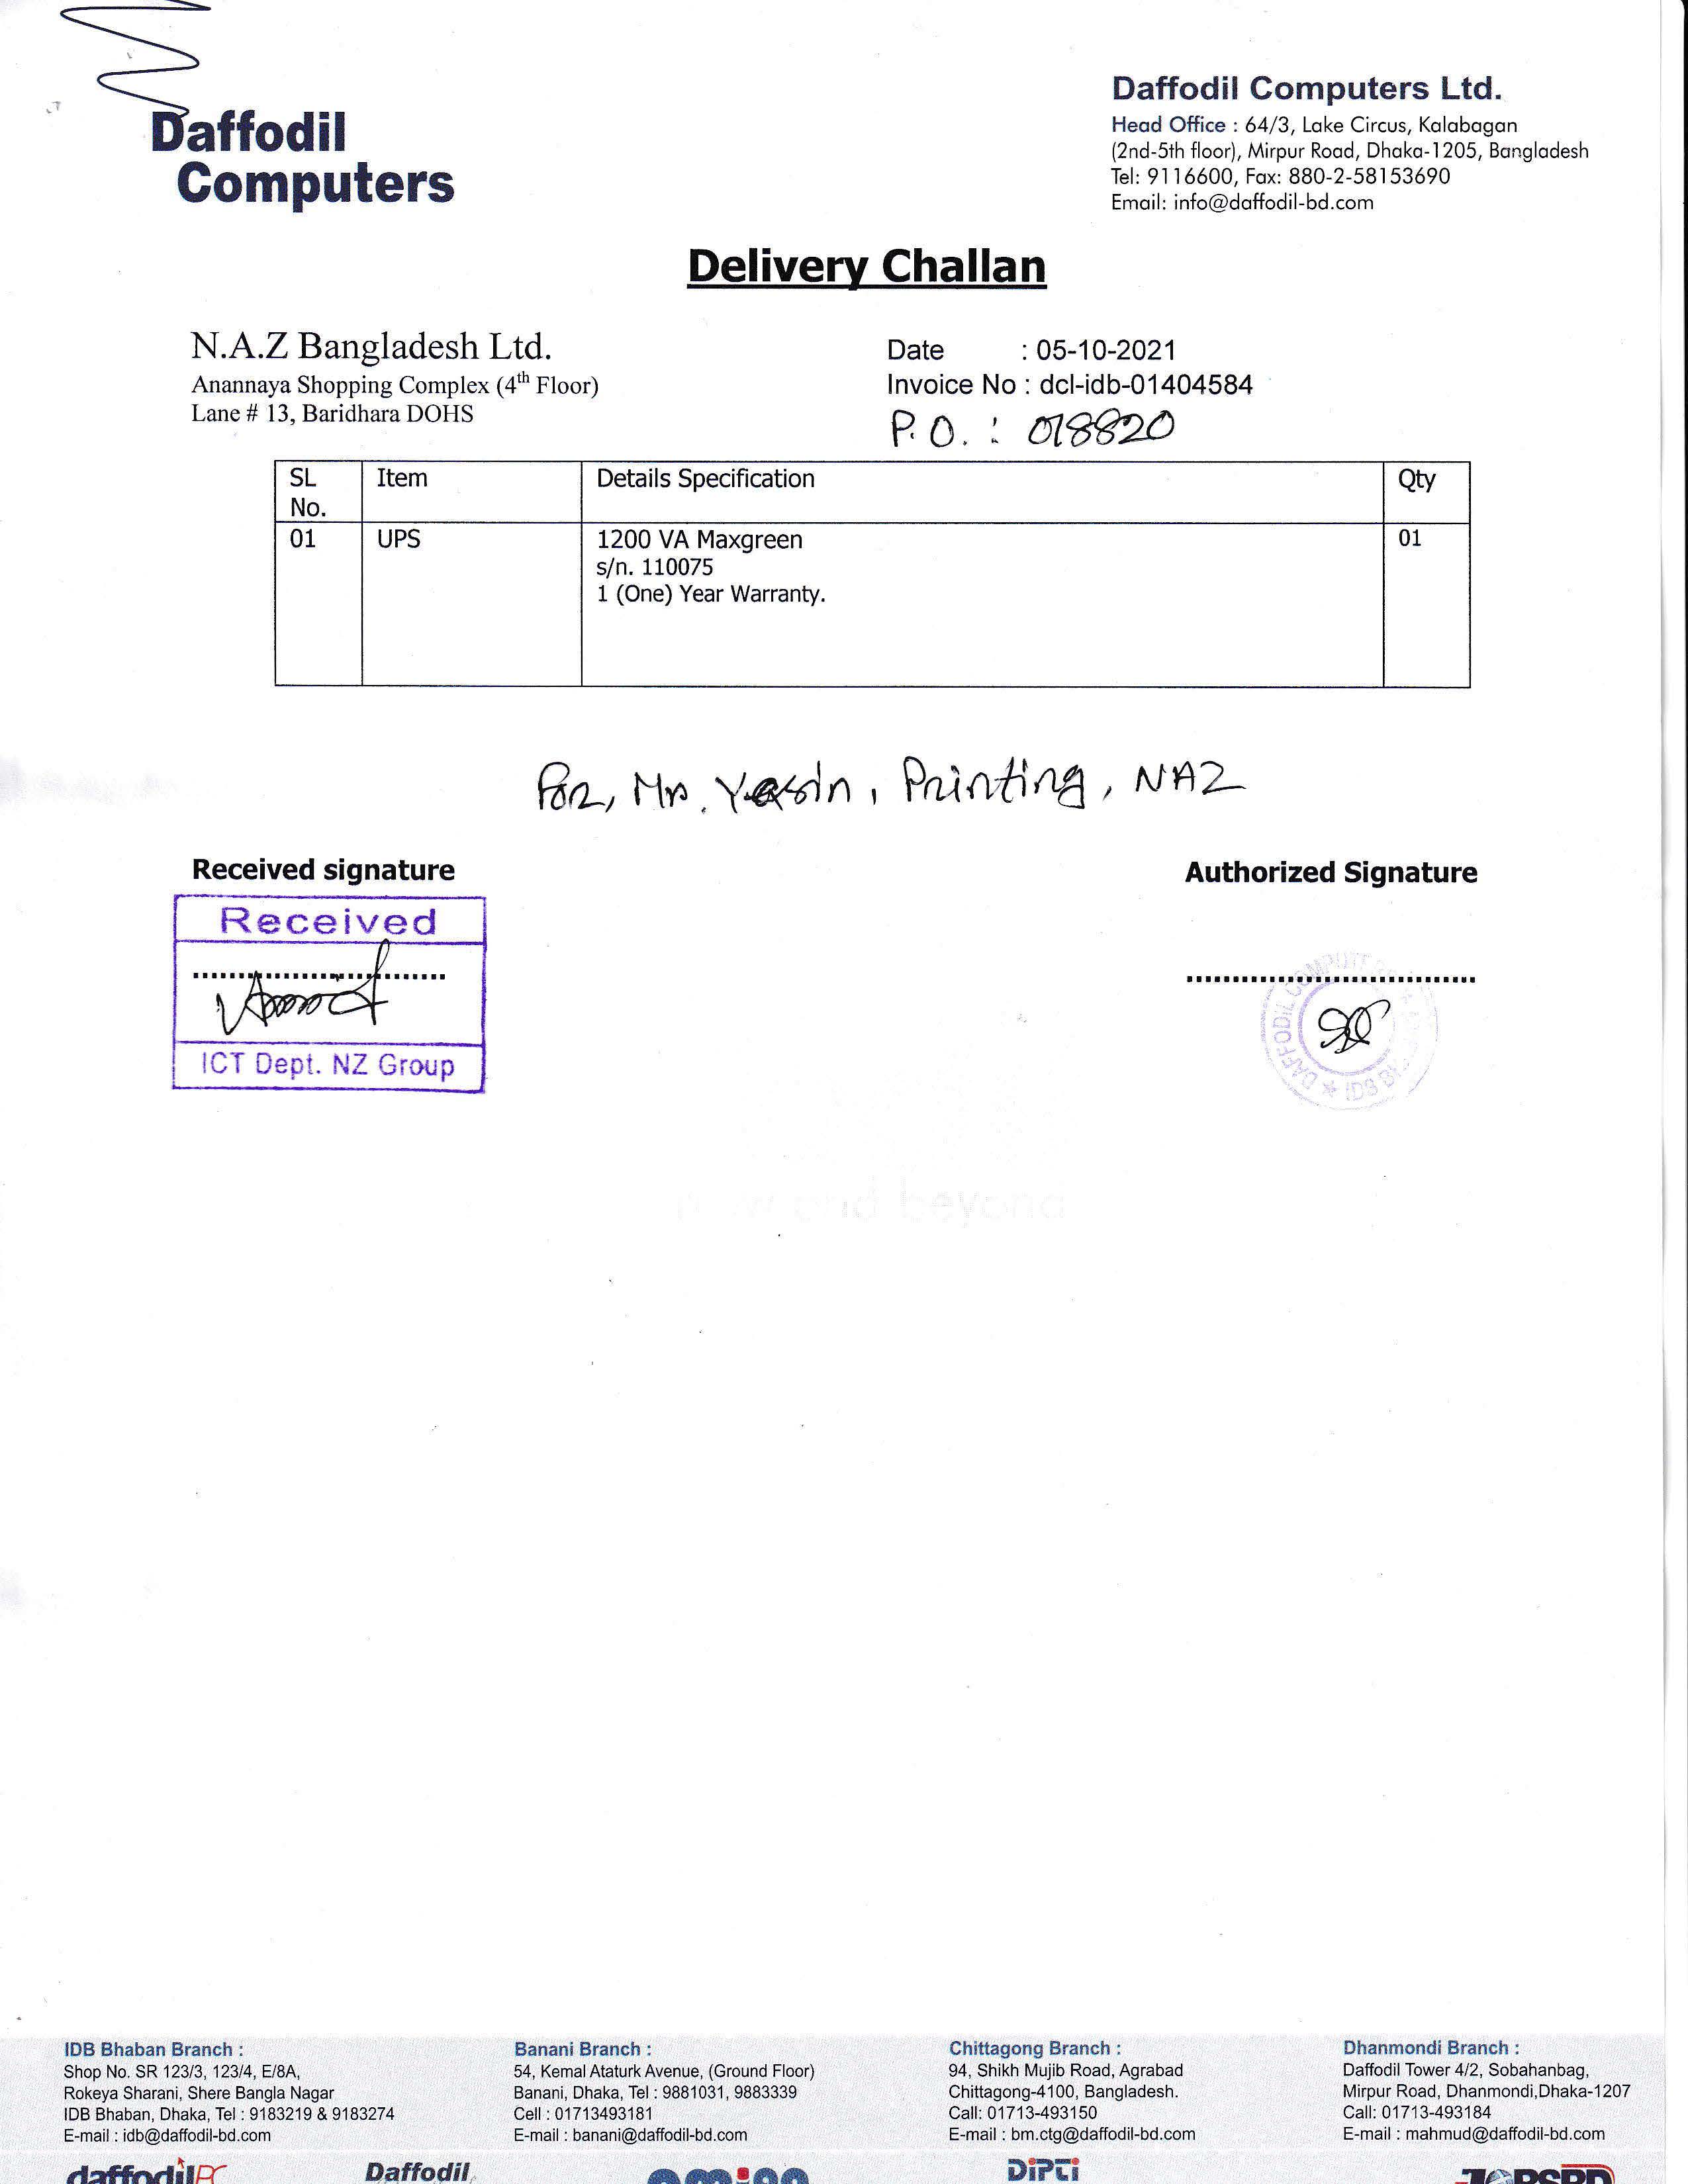 Daffodil
Computers
Daffodil Computers Ltd.
Head Office : 64/3, Lake Circus, Kalabagan
(2nd-5th floor), Mirpur Road, Dhaka-1205, Bangladesh
Tel: 9116600, Fax: 880-2-58153690
Email: info@daffodil-bd.com
Delivery Challan
N.A.Z Bangladesh Ltd.
Anannaya Shopping Complex (4th Floor)
Lane # 13, Baridhara DOHS
Date : 05-10-2021
Invoice No : dcl-idb-01404584
P.O. : 018820
SL No. Item Details Specification Qty
01 UPS 1200 VA Maxgreen 01
s/n. 110075
1 (One) Year Warranty.
For, Mr. Yeasin, Printing, NAZ
Received signature
Authorized Signature
Received
ICT Dept. NZ Group
DAFFODIL COMPUTERS
and beyond
IDB Bhaban Branch :
Shop No. SR 123/3, 123/4, E/8A,
Rokeya Sharani, Shere Bangla Nagar
IDB Bhaban, Dhaka, Tel : 9183219 & 9183274
E-mail : idb@daffodil-bd.com
Banani Branch :
54, Kemal Ataturk Avenue, (Ground Floor)
Banani, Dhaka, Tel : 9881031, 9883339
Cell : 01713493181
E-mail : banani@daffodil-bd.com
Chittagong Branch :
94, Shikh Mujib Road, Agrabad
Chittagong-4100, Bangladesh.
Call: 01713-493150
E-mail : bm.ctg@daffodil-bd.com
Dhanmondi Branch :
Daffodil Tower 4/2, Sobahanbag,
Mirpur Road, Dhanmondi,Dhaka-1207
Call: 01713-493184
E-mail : mahmud@daffodil-bd.com
daffodilPC
Daffodil
DiPTi
JOBSBD